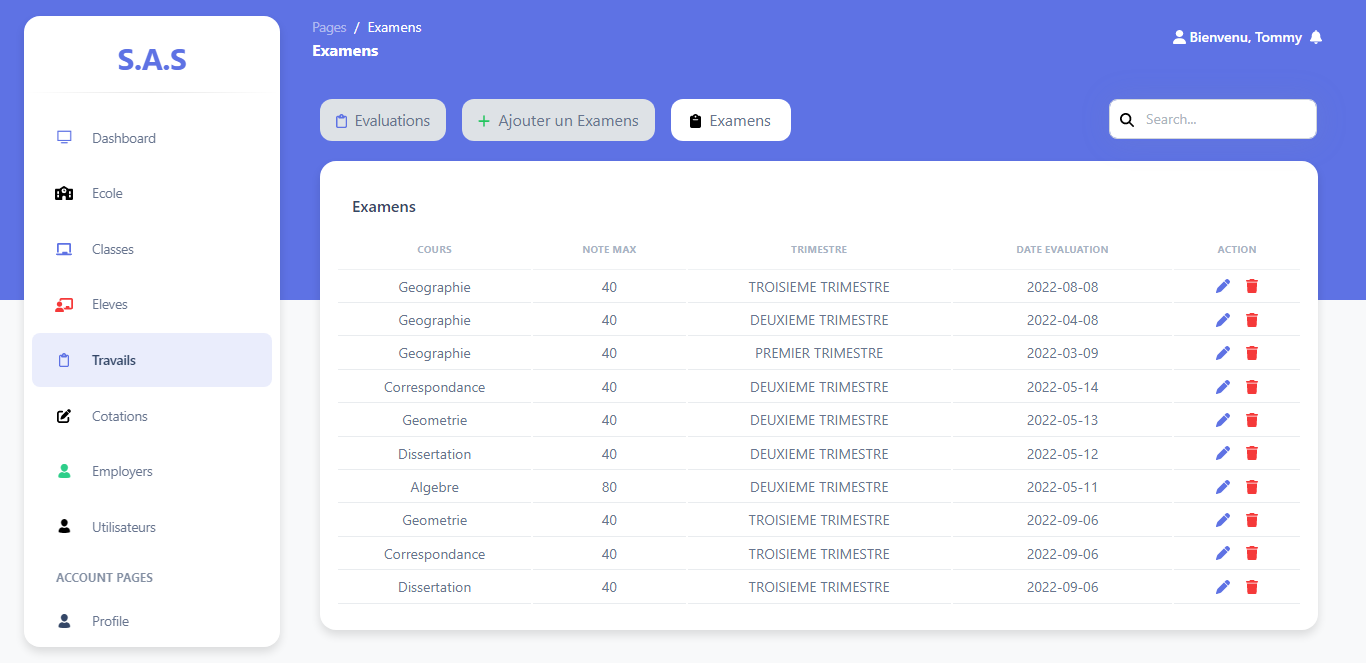 S.A.S
Dashboard
Ecole
Classes
Eleves
Travails
Cotations
Employers
Utilisateurs
ACCOUNT PAGES
Profile
Pages / Examens
Examens
Bienvenu, Tommy
Evaluations
+ Ajouter un Examens
Examens
Search...
Examens
COURS NOTE MAX TRIMESTRE DATE EVALUATION ACTION
Geographie 40 TROISIEME TRIMESTRE 2022-08-08
Geographie 40 DEUXIEME TRIMESTRE 2022-04-08
Geographie 40 PREMIER TRIMESTRE 2022-03-09
Correspondance 40 DEUXIEME TRIMESTRE 2022-05-14
Geometrie 40 DEUXIEME TRIMESTRE 2022-05-13
Dissertation 40 DEUXIEME TRIMESTRE 2022-05-12
Algebre 80 DEUXIEME TRIMESTRE 2022-05-11
Geometrie 40 TROISIEME TRIMESTRE 2022-09-06
Correspondance 40 TROISIEME TRIMESTRE 2022-09-06
Dissertation 40 TROISIEME TRIMESTRE 2022-09-06